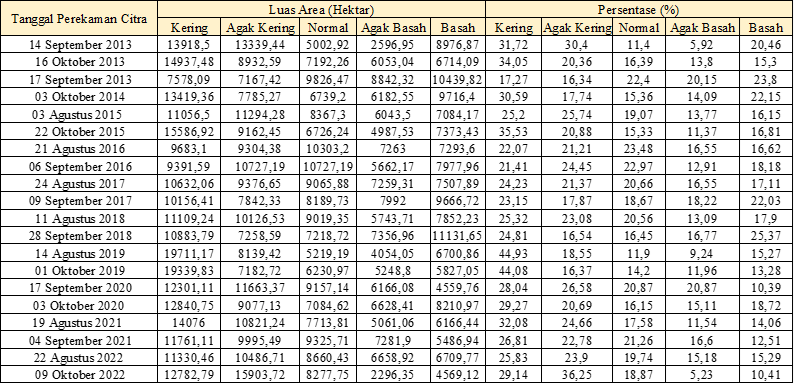 Tanggal Perekaman Citra Luas Area (Hektar) Persentase (%)
Kering Agak Kering Normal Agak Basah Basah Kering Agak Kering Normal Agak Basah Basah
14 September 2013 13918,5 13339,44 5002,92 2596,95 8976,87 31,72 30,4 11,4 5,92 20,46
16 Oktober 2013 14937,48 8932,59 7192,26 6053,04 6714,09 34,05 20,36 16,39 13,8 15,3
17 September 2013 7578,09 7167,42 9826,47 8842,32 10439,82 17,27 16,34 22,4 20,15 23,8
03 Oktober 2014 13419,36 7785,27 6739,2 6182,55 9716,4 30,59 17,74 15,36 14,09 22,15
03 Agustus 2015 11056,5 11294,28 8367,3 6043,5 7084,17 25,2 25,74 19,07 13,77 16,15
22 Oktober 2015 15586,92 9162,45 6726,24 4987,53 7373,43 35,53 20,88 15,33 11,37 16,81
21 Agustus 2016 9683,1 9304,38 10303,2 7263 7293,6 22,07 21,21 23,48 16,55 16,62
06 September 2016 9391,59 10727,19 10727,19 5662,17 7977,96 21,41 24,45 22,97 12,91 18,18
24 Agustus 2017 10632,06 9376,65 9065,88 7259,31 7507,89 24,23 21,37 20,66 16,55 17,11
09 September 2017 10156,41 7842,33 8189,73 7992 9666,72 23,15 17,87 18,67 18,22 22,03
11 Agustus 2018 11109,24 10126,53 9019,35 5743,71 7852,23 25,32 23,08 20,56 13,09 17,9
28 September 2018 10883,79 7258,59 7218,72 7356,96 11131,65 24,81 16,54 16,45 16,77 25,37
14 Agustus 2019 19711,17 8139,42 5219,19 4054,05 6700,86 44,93 18,55 11,9 9,24 15,27
01 Oktober 2019 19339,83 7182,72 6230,97 5248,8 5827,05 44,08 16,37 14,2 11,96 13,28
17 September 2020 12301,11 11663,37 9157,14 6166,08 4559,76 28,04 26,58 20,87 20,87 10,39
03 Oktober 2020 12840,75 9077,13 7084,62 6628,41 8210,97 29,27 20,69 16,15 15,11 18,72
19 Agustus 2021 14076 10821,24 7713,81 5061,06 6166,44 32,08 24,66 17,58 11,54 14,06
04 September 2021 11761,11 9995,49 9325,71 7281,9 5486,94 26,81 22,78 21,26 16,6 12,51
22 Agustus 2022 11330,46 10486,71 8660,43 6658,92 6709,77 25,83 23,9 19,74 15,18 15,29
09 Oktober 2022 12782,79 15903,72 8277,75 2296,35 4569,12 29,14 36,25 18,87 5,23 10,41